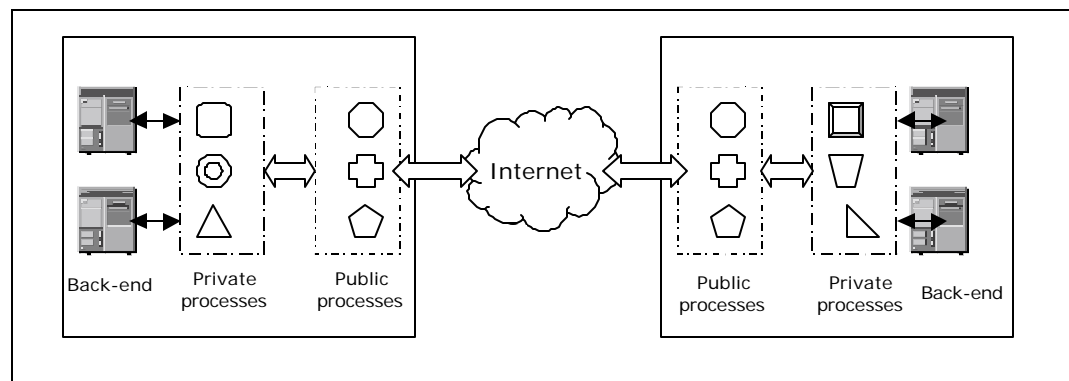 Internet
Back-end
Private
processes
Public
processes
Public
processes
Private
processes
Back-end